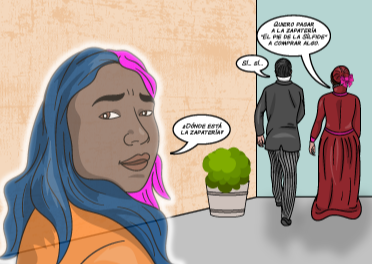 QUIERO PASAR
A LA ZAPATERÍA
"EL PIE DE LA SÍLFIDE"
A COMPRAR ALGO.
SÍ... SÍ...
¿DÓNDE ESTÁ
LA ZAPATERÍA?